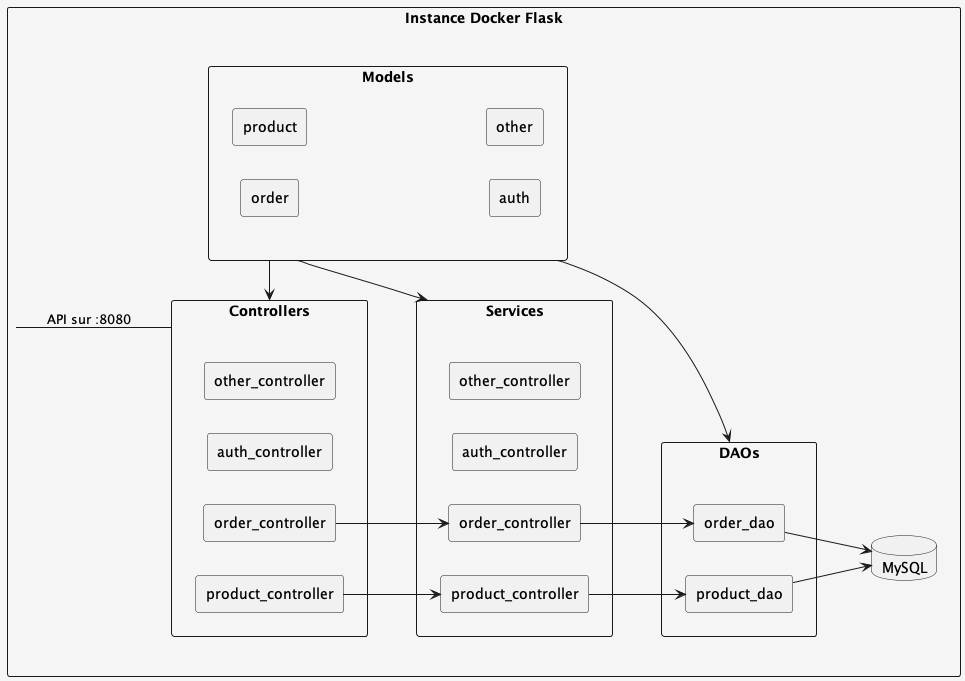 Instance Docker Flask
Models
product
other
order
auth
API sur :8080
Controllers
other_controller
auth_controller
order_controller
product_controller
Services
other_controller
auth_controller
order_controller
product_controller
DAOs
order_dao
product_dao
MySQL